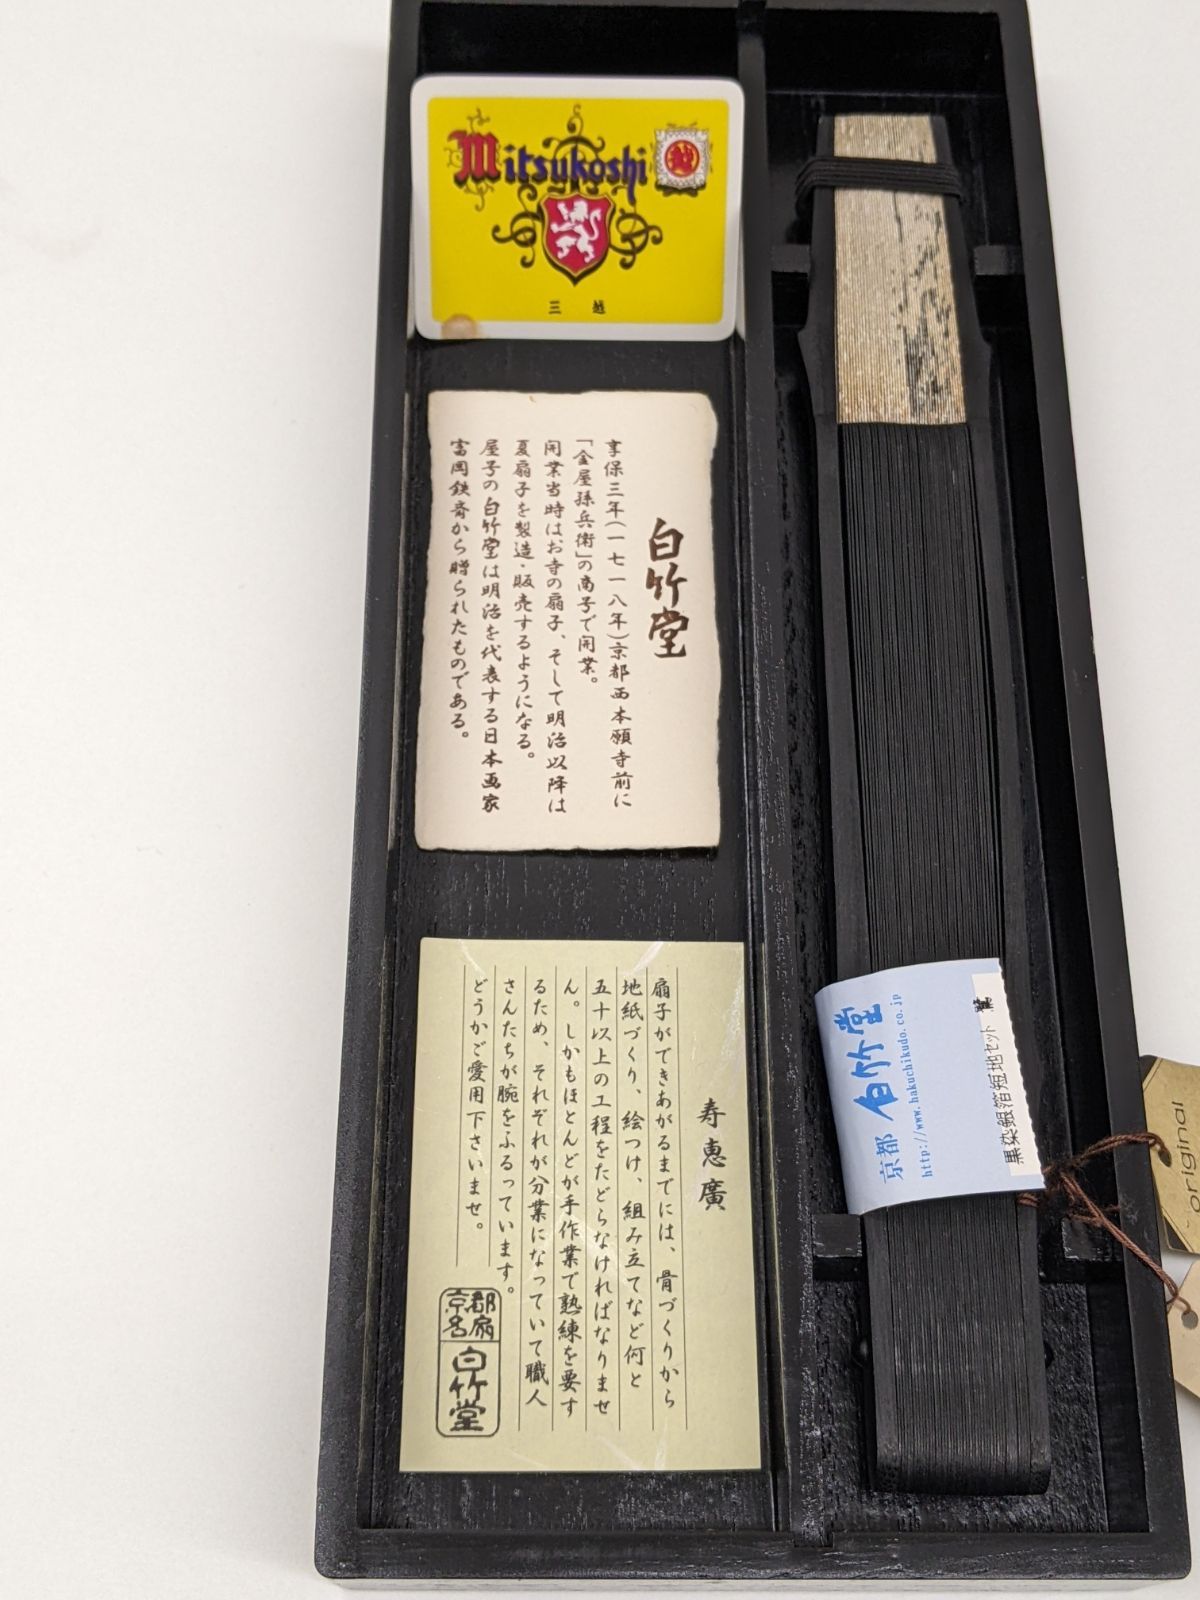 Mitsukoshi
三越
白竹堂
享保三年(一七一八年)京都西本願寺前に
「金屋孫兵衛」の商子で開業。
開業当時はお寺の扇子、そして明治以降は
夏扇子を製造・販売するようになる。
屋子の白竹堂は明治を代表する日本画家
富岡鉄斎から贈られたものである。
寿恵廣
扇子ができあがるまでには、骨づくりから
地紙づくり、絵つけ、組み立てなど何と
五十以上の工程をたどらなければなりませ
ん。しかもほとんどが手作業で熟練を要す
るため、それぞれが分業になっていて職人
さんたちが腕をふるっています。
どうかご愛用下さいませ。
京都
名扇
白竹堂
京都 白竹堂
http://www.hakuchikudo.co.jp
黒染銀箔短地セット
original